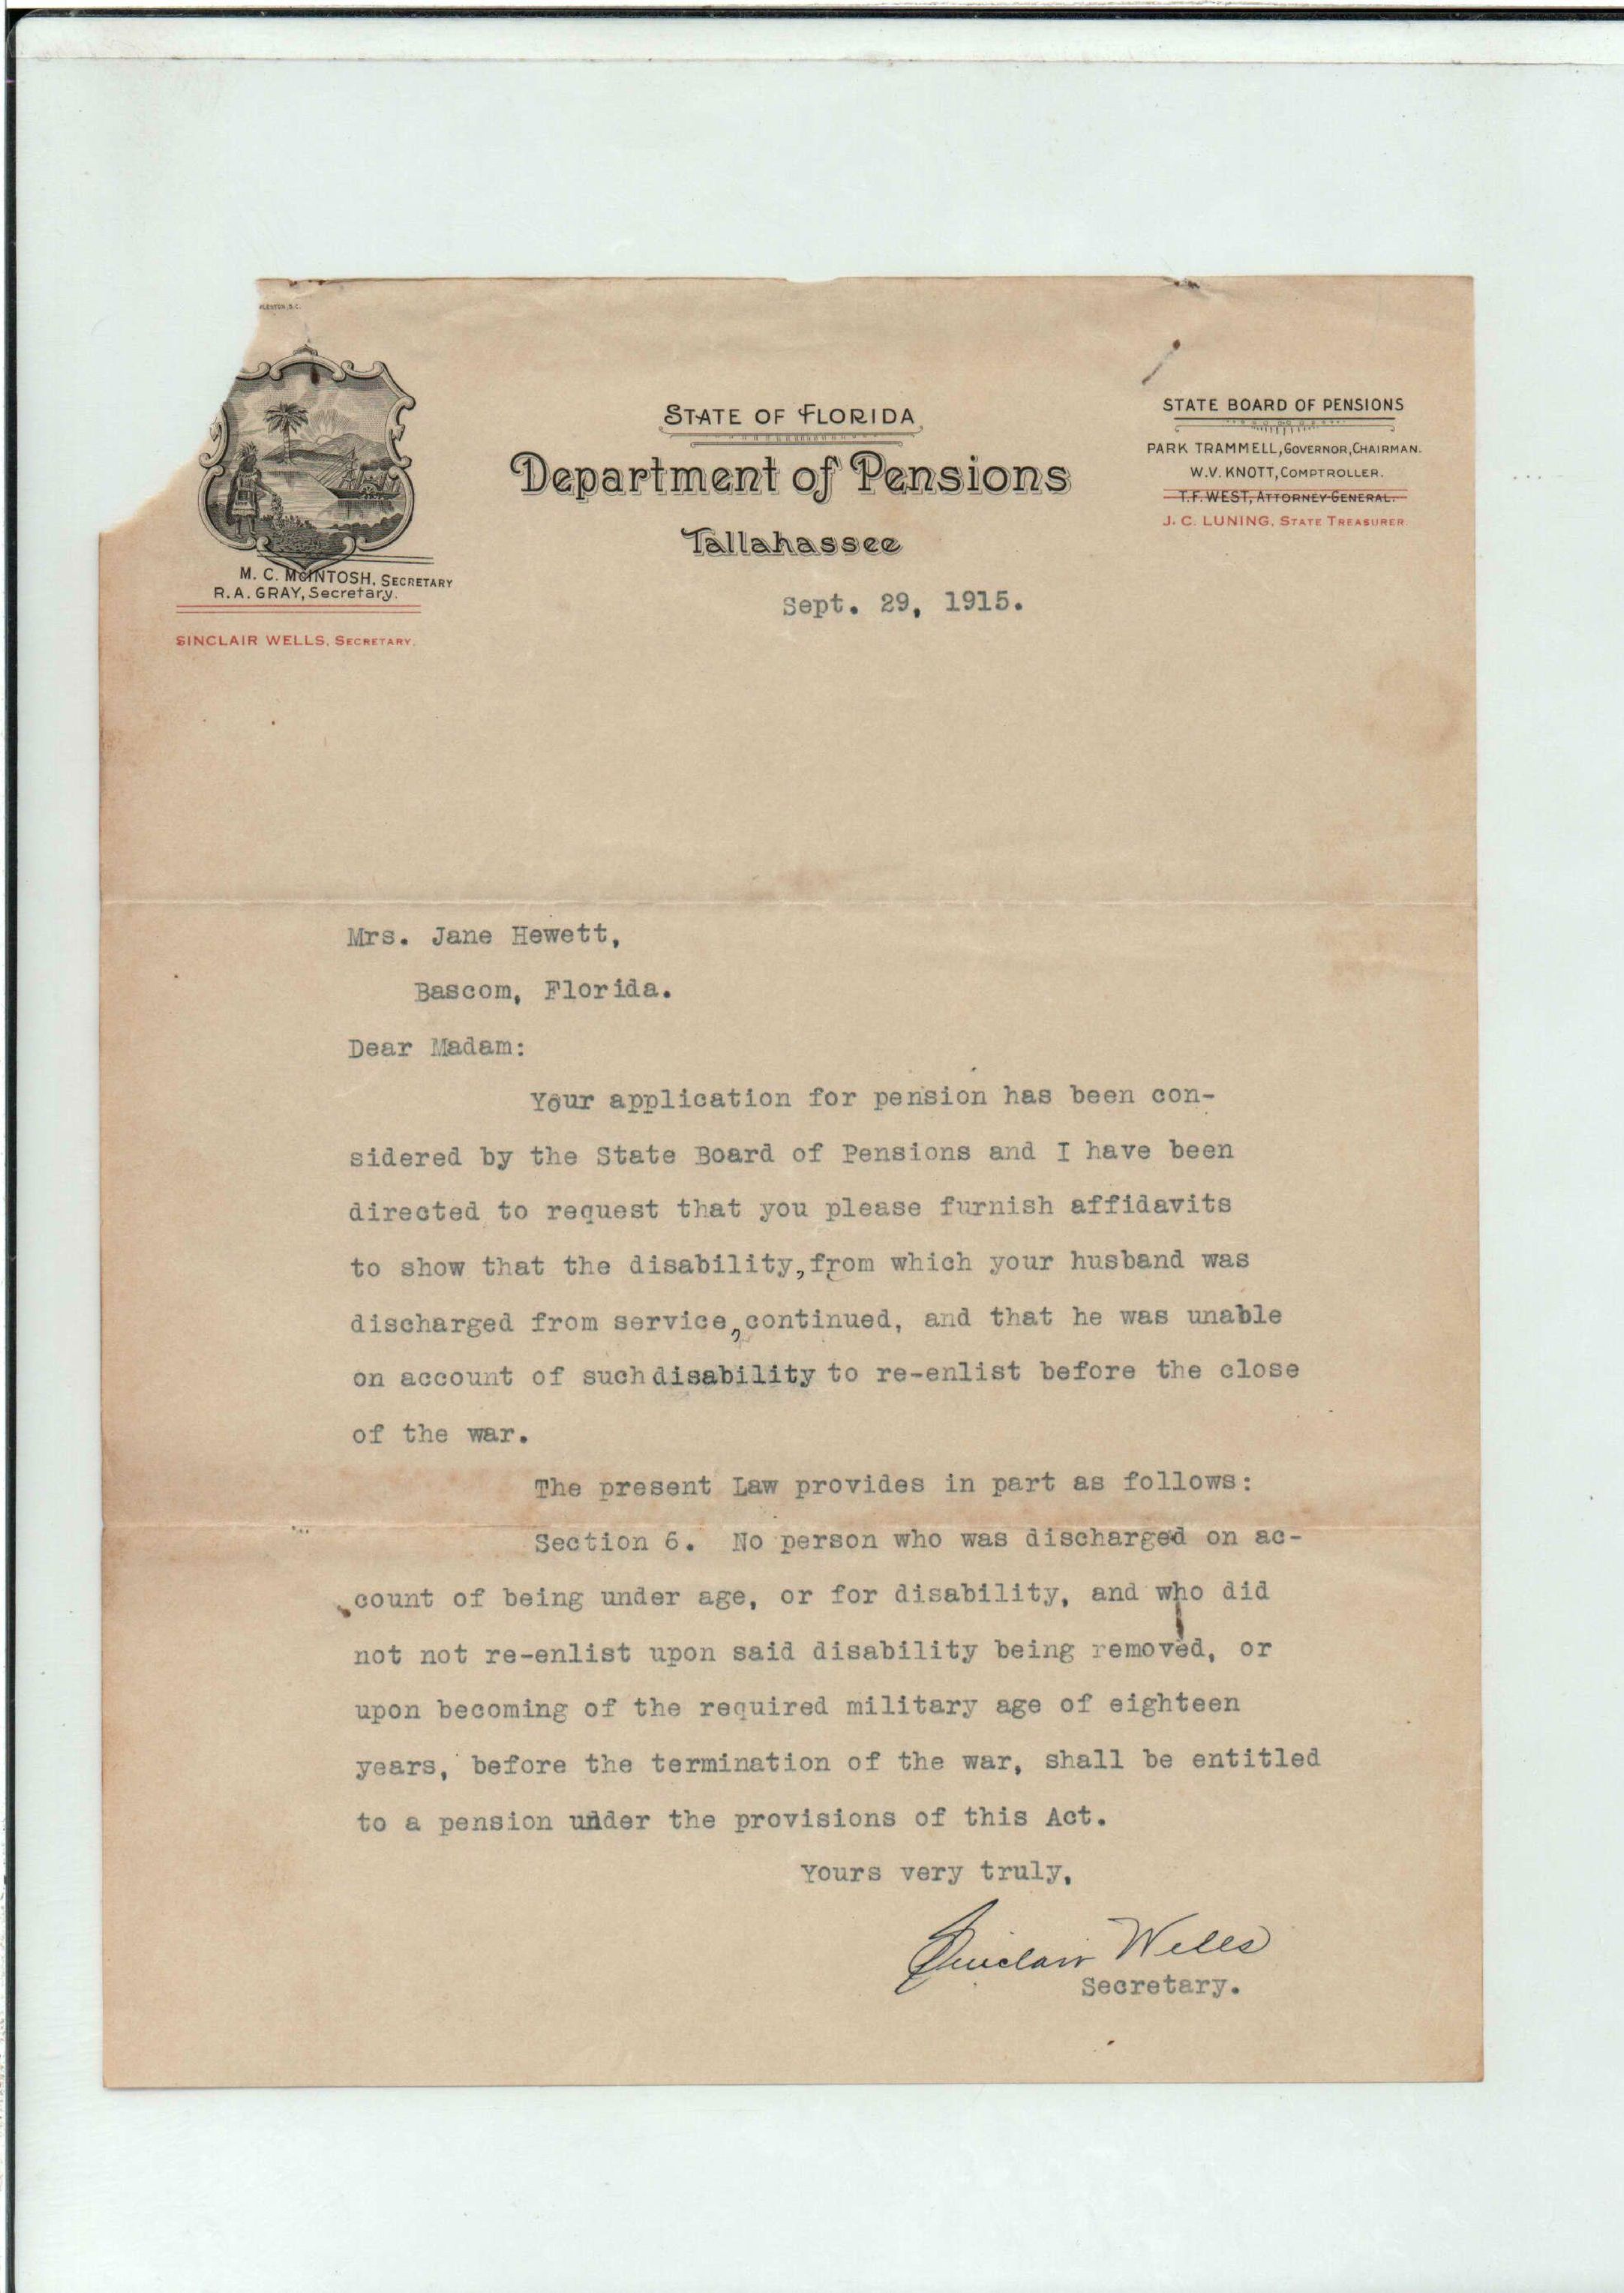 STATE OF FLORIDA,
Department of Pensions
Tallahassee
STATE BOARD OF PENSIONS
PARK TRAMMELL, GOVERNOR, CHAIRMAN.
W.V. KNOTT, COMPTROLLER.
T.F. WEST, ATTORNEY GENERAL.
J. C. LUNING, STATE TREASURER
M. C. McINTOSH, SECRETARY
R.A. GRAY, Secretary.
SINCLAIR WELLS, SECRETARY.
Sept. 29, 1915.
Mrs. Jane Hewett,
Bascom, Florida.
Dear Madam:
Your application for pension has been con-
sidered by the State Board of Pensions and I have been
directed to request that you please furnish affidavits
to show that the disability, from which your husband was
discharged from service, continued, and that he was unable
on account of such disability to re-enlist before the close
of the war.
The present Law provides in part as follows:
Section 6. No person who was discharged on ac-
count of being under age, or for disability, and who did
not not re-enlist upon said disability being removed, or
upon becoming of the required military age of eighteen
years, before the termination of the war, shall be entitled
to a pension under the provisions of this Act.
Yours very truly,
Sinclair Wells
Secretary.